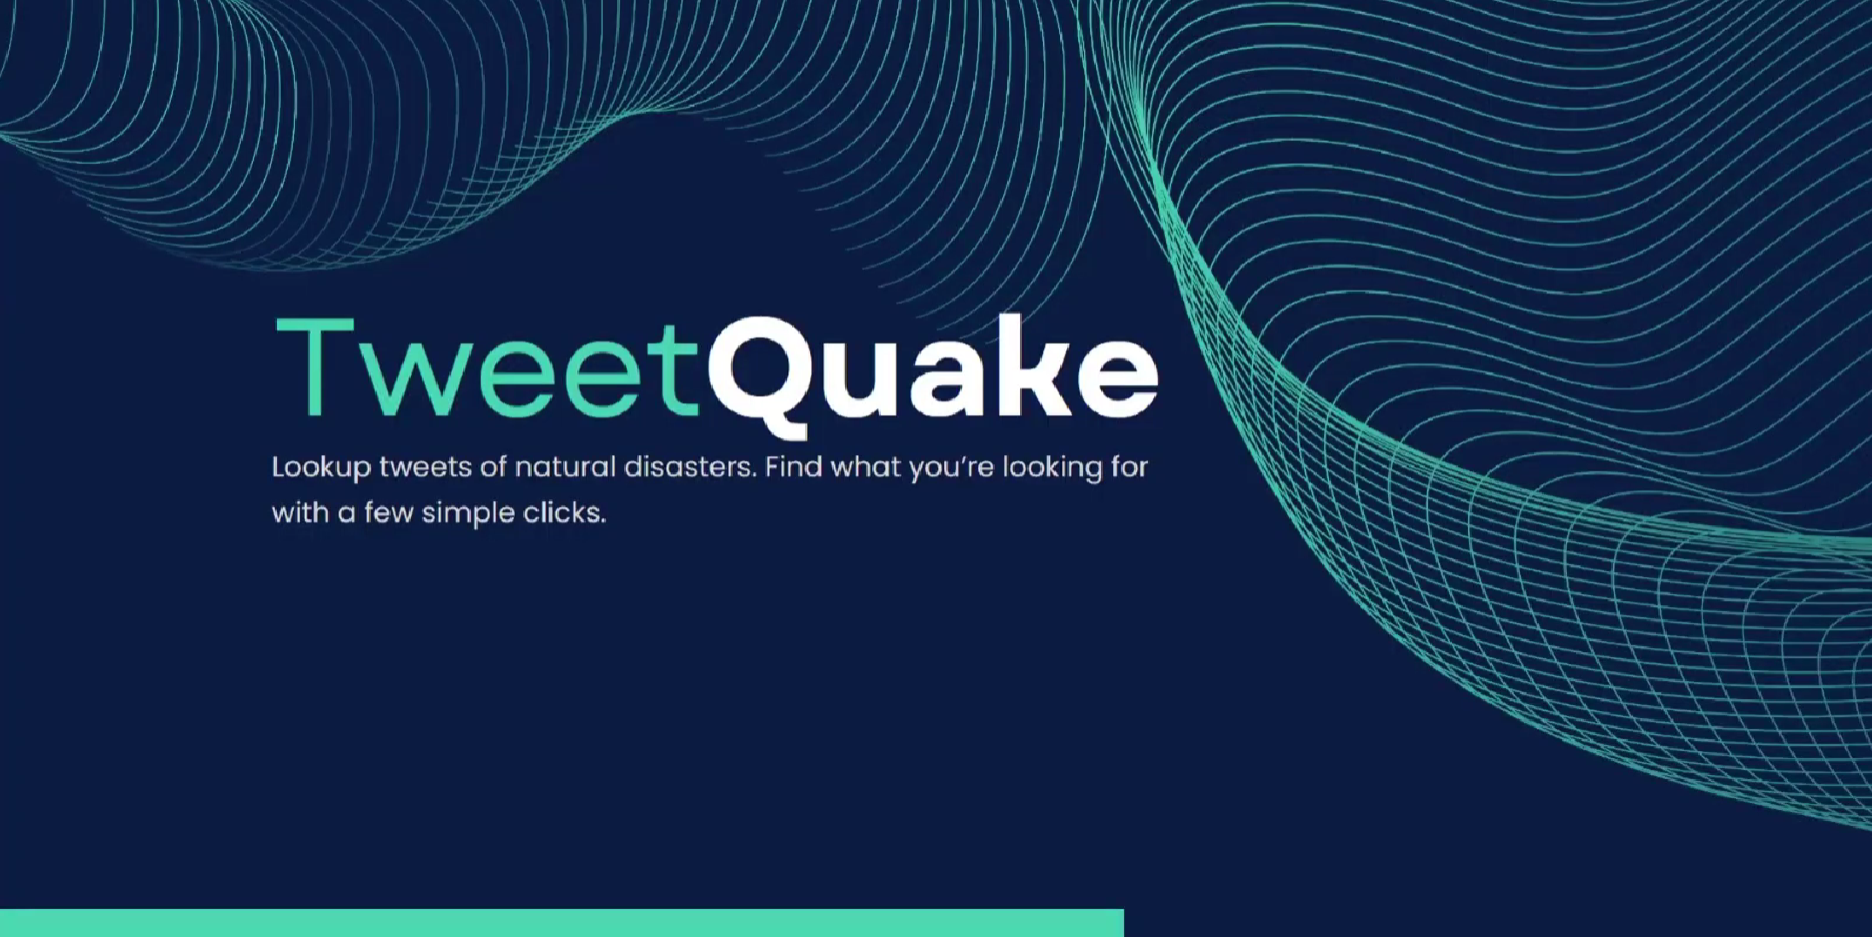 TweetQuake
Lookup tweets of natural disasters. Find what you’re looking for
with a few simple clicks.